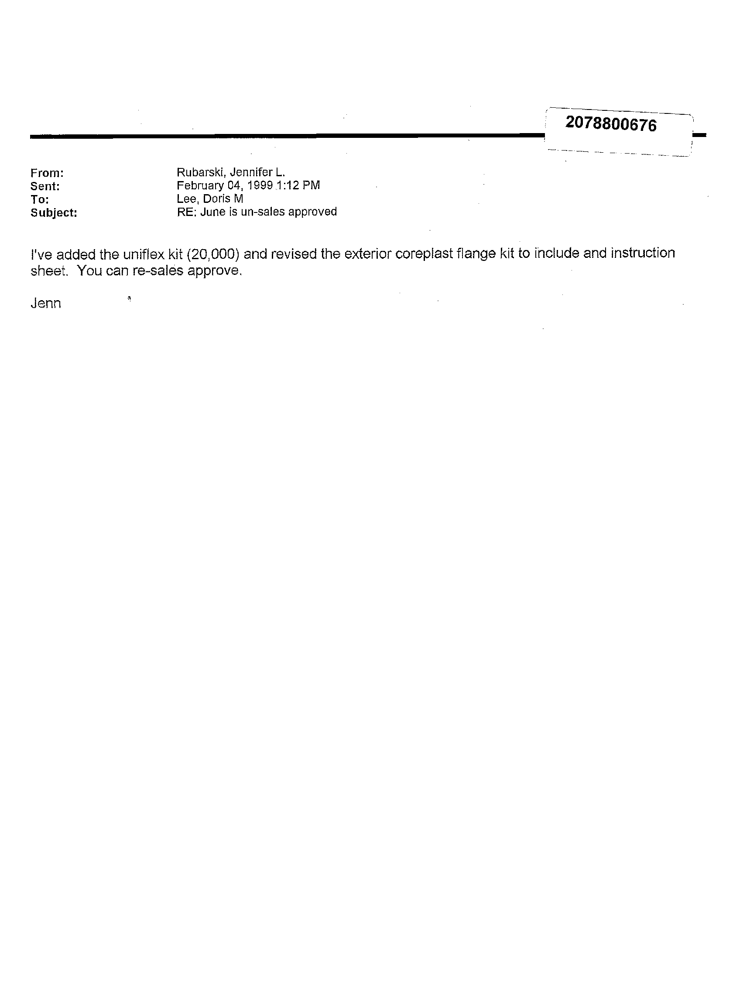 2078800676
From: Rubarski, Jennifer L.
Sent: February 04, 1999 1:12 PM
To: Lee, Doris M
Subject: RE: June is un-sales approved
I've added the uniflex kit (20,000) and revised the exterior coreplast flange kit to include and instruction
sheet. You can re-sales approve.
Jenn